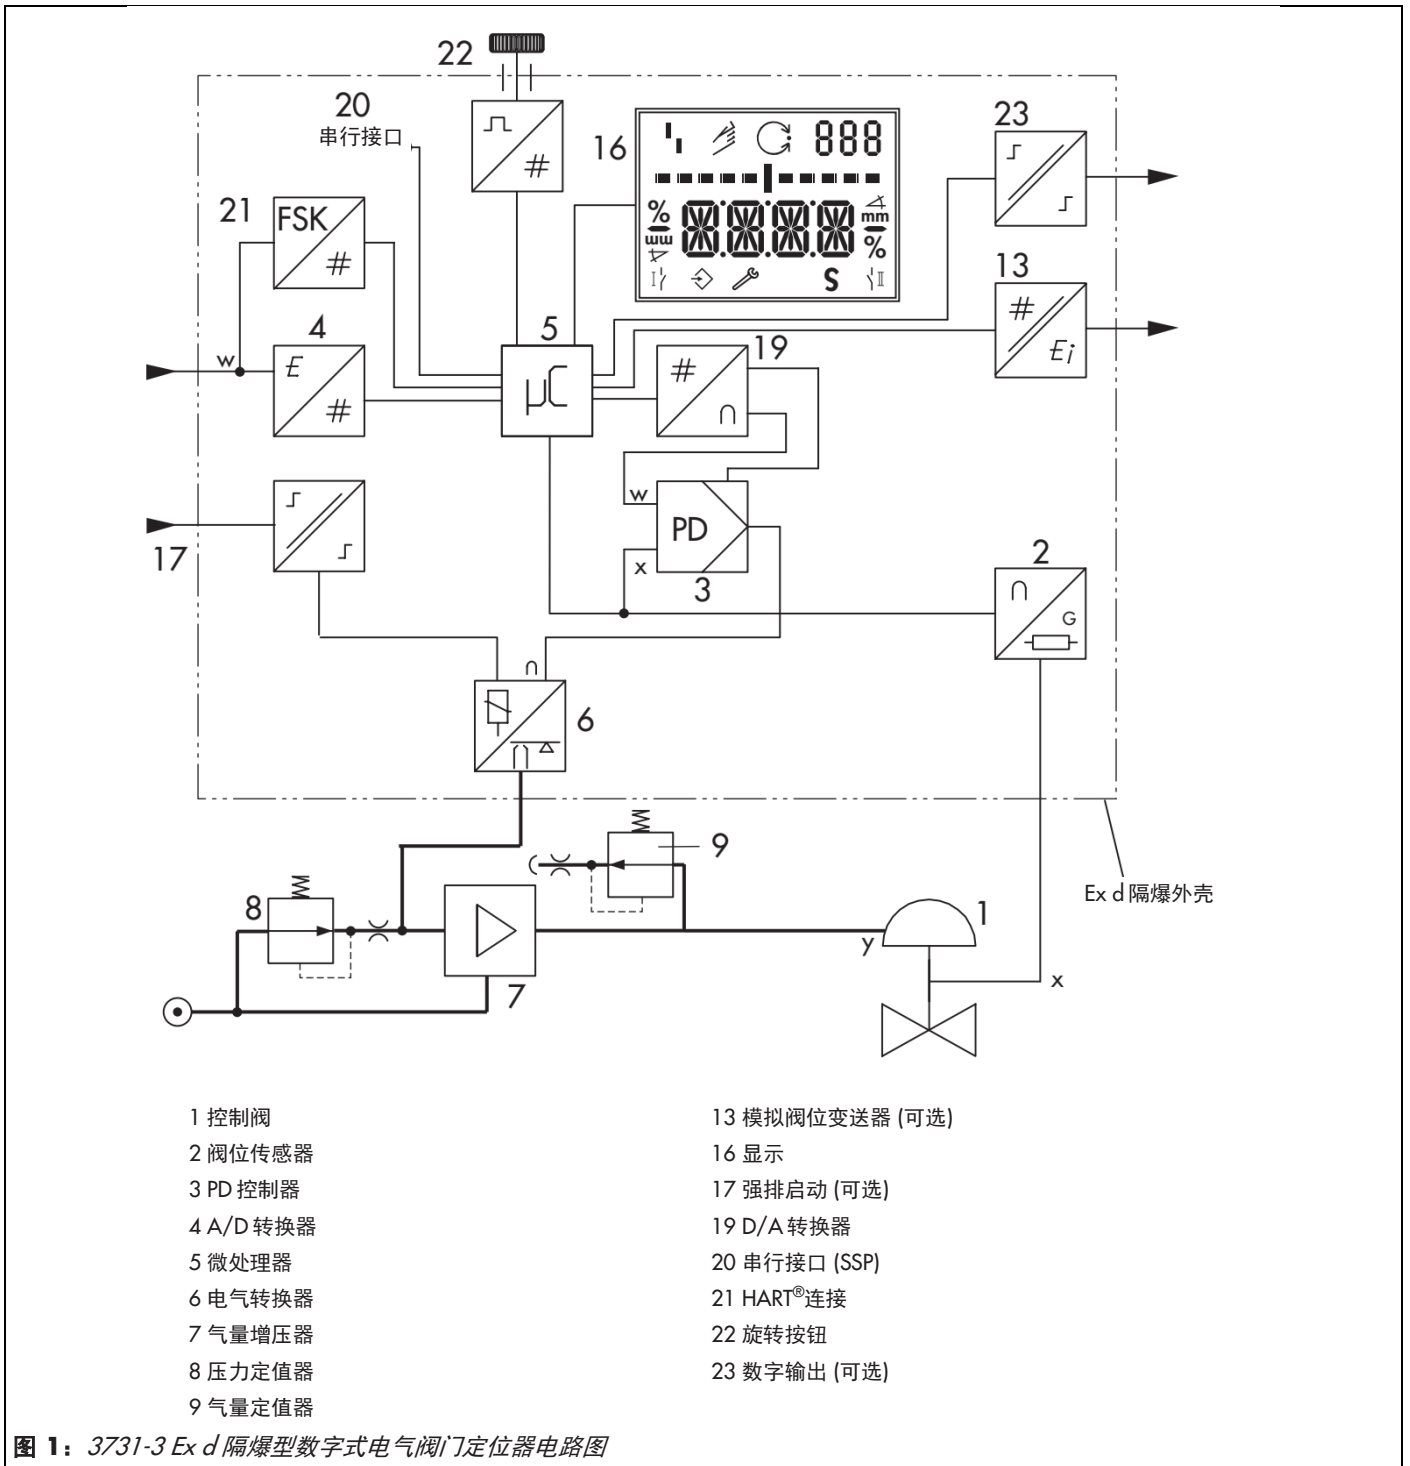 22
20
串行接口
16
888
%
mm
mm
%
S
I
II
23
13
#
Ei
21
FSK
#
#
4
w
E
#
5
µC
19
#
∩
w
PD
x
3
17
2
∩
G
∩
6
9
8
7
Ex d 隔爆外壳
1
y
x
1 控制阀
2 阀位传感器
3 PD 控制器
4 A/D 转换器
5 微处理器
6 电气转换器
7 气量增压器
8 压力定值器
9 气量定值器
13 模拟阀位变送器 (可选)
16 显示
17 强排启动 (可选)
19 D/A 转换器
20 串行接口 (SSP)
21 HART®连接
22 旋转按钮
23 数字输出 (可选)
图 1：3731-3 Ex d 隔爆型数字式电气阀门定位器电路图